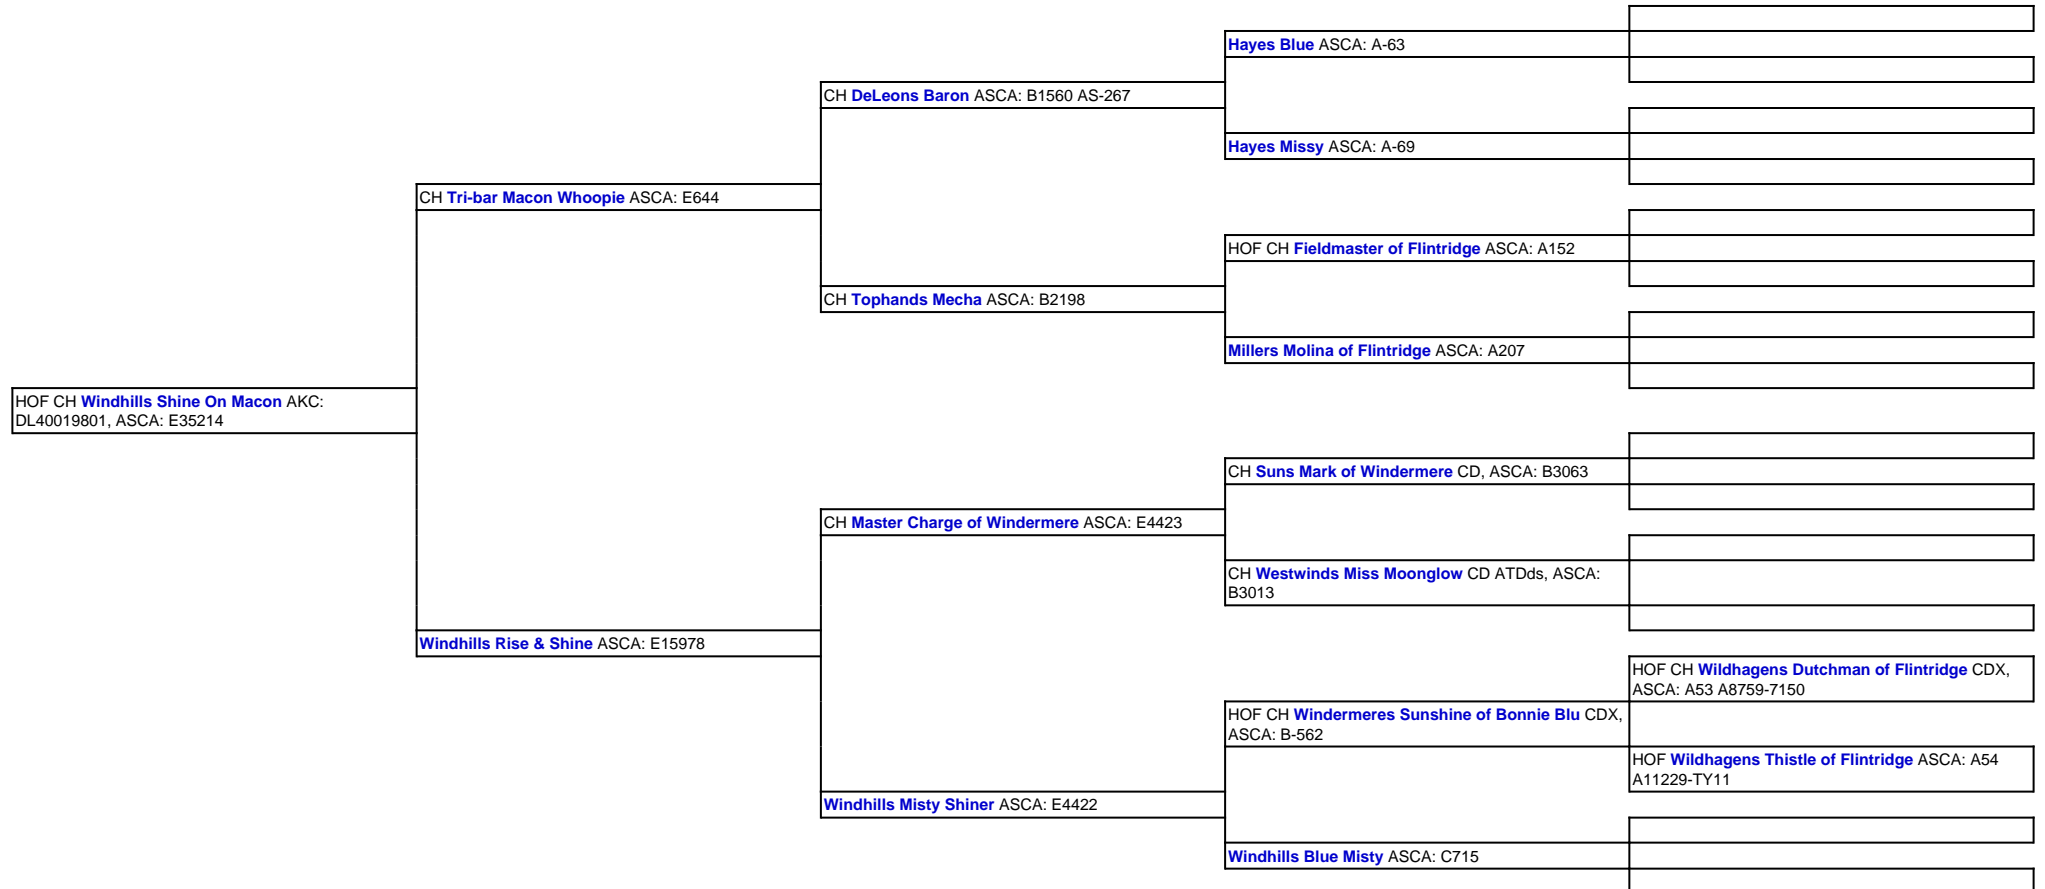 Hayes Blue ASCA: A-63
CH DeLeons Baron ASCA: B1560 AS-267
Hayes Missy ASCA: A-69
CH Tri-bar Macon Whoopie ASCA: E644
HOF CH Fieldmaster of Flintridge ASCA: A152
CH Tophands Mecha ASCA: B2198
Millers Molina of Flintridge ASCA: A207
HOF CH Windhills Shine On Macon AKC:
DL40019801, ASCA: E35214
CH Suns Mark of Windermere CD, ASCA: B3063
CH Master Charge of Windermere ASCA: E4423
CH Westwinds Miss Moonglow CD ATDds, ASCA:
B3013
Windhills Rise & Shine ASCA: E15978
HOF CH Wildhagens Dutchman of Flintridge CDX,
ASCA: A53 A8759-7150
HOF CH Windermeres Sunshine of Bonnie Blu CDX,
ASCA: B-562
HOF Wildhagens Thistle of Flintridge ASCA: A54
A11229-TY11
Windhills Misty Shiner ASCA: E4422
Windhills Blue Misty ASCA: C715